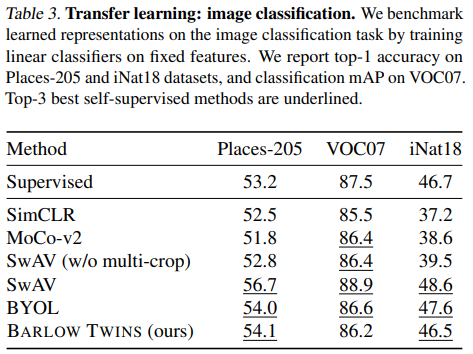 Table 3. Transfer learning: image classification. We benchmark
learned representations on the image classification task by training
linear classifiers on fixed features. We report top-1 accuracy on
Places-205 and iNat18 datasets, and classification mAP on VOC07.
Top-3 best self-supervised methods are underlined.
Method Places-205 VOC07 iNat18
Supervised 53.2 87.5 46.7
SimCLR 52.5 85.5 37.2
MoCo-v2 51.8 86.4 38.6
SwAV (w/o multi-crop) 52.8 86.4 39.5
SwAV 56.7 88.9 48.6
BYOL 54.0 86.6 47.6
BARLOW TWINS (ours) 54.1 86.2 46.5